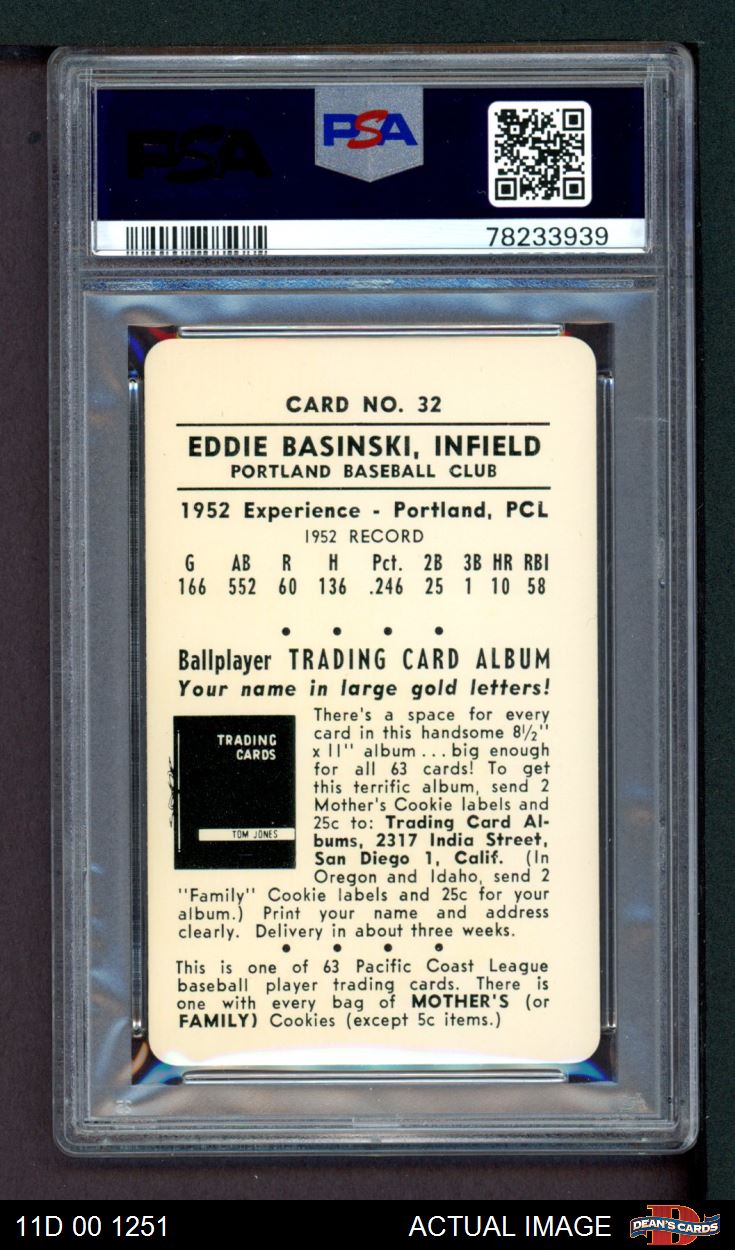 PSA
PSA
78233939
CARD NO. 32
EDDIE BASINSKI, INFIELD
PORTLAND BASEBALL CLUB
1952 Experience - Portland, PCL
1952 RECORD
G AB R H Pct. 2B 3B HR RBI
166 552 60 136 .246 25 1 10 58
Ballplayer TRADING CARD ALBUM
Your name in large gold letters!
TRADING
CARDS
TOM JONES
There's a space for every
card in this handsome 8½"
x 11" album . . . big enough
for all 63 cards! To get
this terrific album, send 2
Mother's Cookie labels and
25c to: Trading Card Al-
bums, 2317 India Street,
San Diego 1, Calif. (In
Oregon and Idaho, send 2
"Family" Cookie labels and 25c for your
album.) Print your name and address
clearly. Delivery in about three weeks.
This is one of 63 Pacific Coast League
baseball player trading cards. There is
one with every bag of MOTHER'S (or
FAMILY) Cookies (except 5c items.)
11D 00 1251 ACTUAL IMAGE DEAN'S CARDS